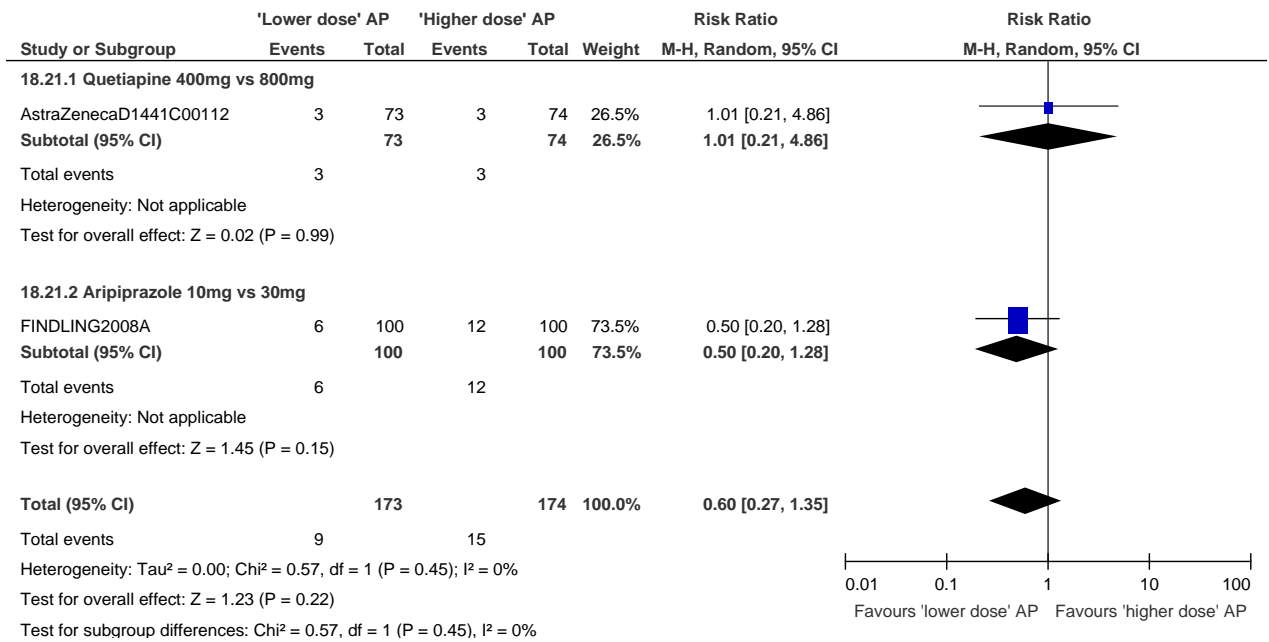 'Lower dose' AP 'Higher dose' AP Risk Ratio Risk Ratio
Study or Subgroup Events Total Events Total Weight M-H, Random, 95% CI M-H, Random, 95% CI
18.21.1 Quetiapine 400mg vs 800mg
AstraZenecaD1441C00112 3 73 3 74 26.5% 1.01 [0.21, 4.86]
Subtotal (95% CI) 73 74 26.5% 1.01 [0.21, 4.86]
Total events 3 3
Heterogeneity: Not applicable
Test for overall effect: Z = 0.02 (P = 0.99)
18.21.2 Aripiprazole 10mg vs 30mg
FINDLING2008A 6 100 12 100 73.5% 0.50 [0.20, 1.28]
Subtotal (95% CI) 100 100 73.5% 0.50 [0.20, 1.28]
Total events 6 12
Heterogeneity: Not applicable
Test for overall effect: Z = 1.45 (P = 0.15)
Total (95% CI) 173 174 100.0% 0.60 [0.27, 1.35]
Total events 9 15
Heterogeneity: Tau² = 0.00; Chi² = 0.57, df = 1 (P = 0.45); I² = 0%
Test for overall effect: Z = 1.23 (P = 0.22)
Test for subgroup differences: Chi² = 0.57, df = 1 (P = 0.45), I² = 0%
0.01 0.1 1 10 100
Favours 'lower dose' AP Favours 'higher dose' AP